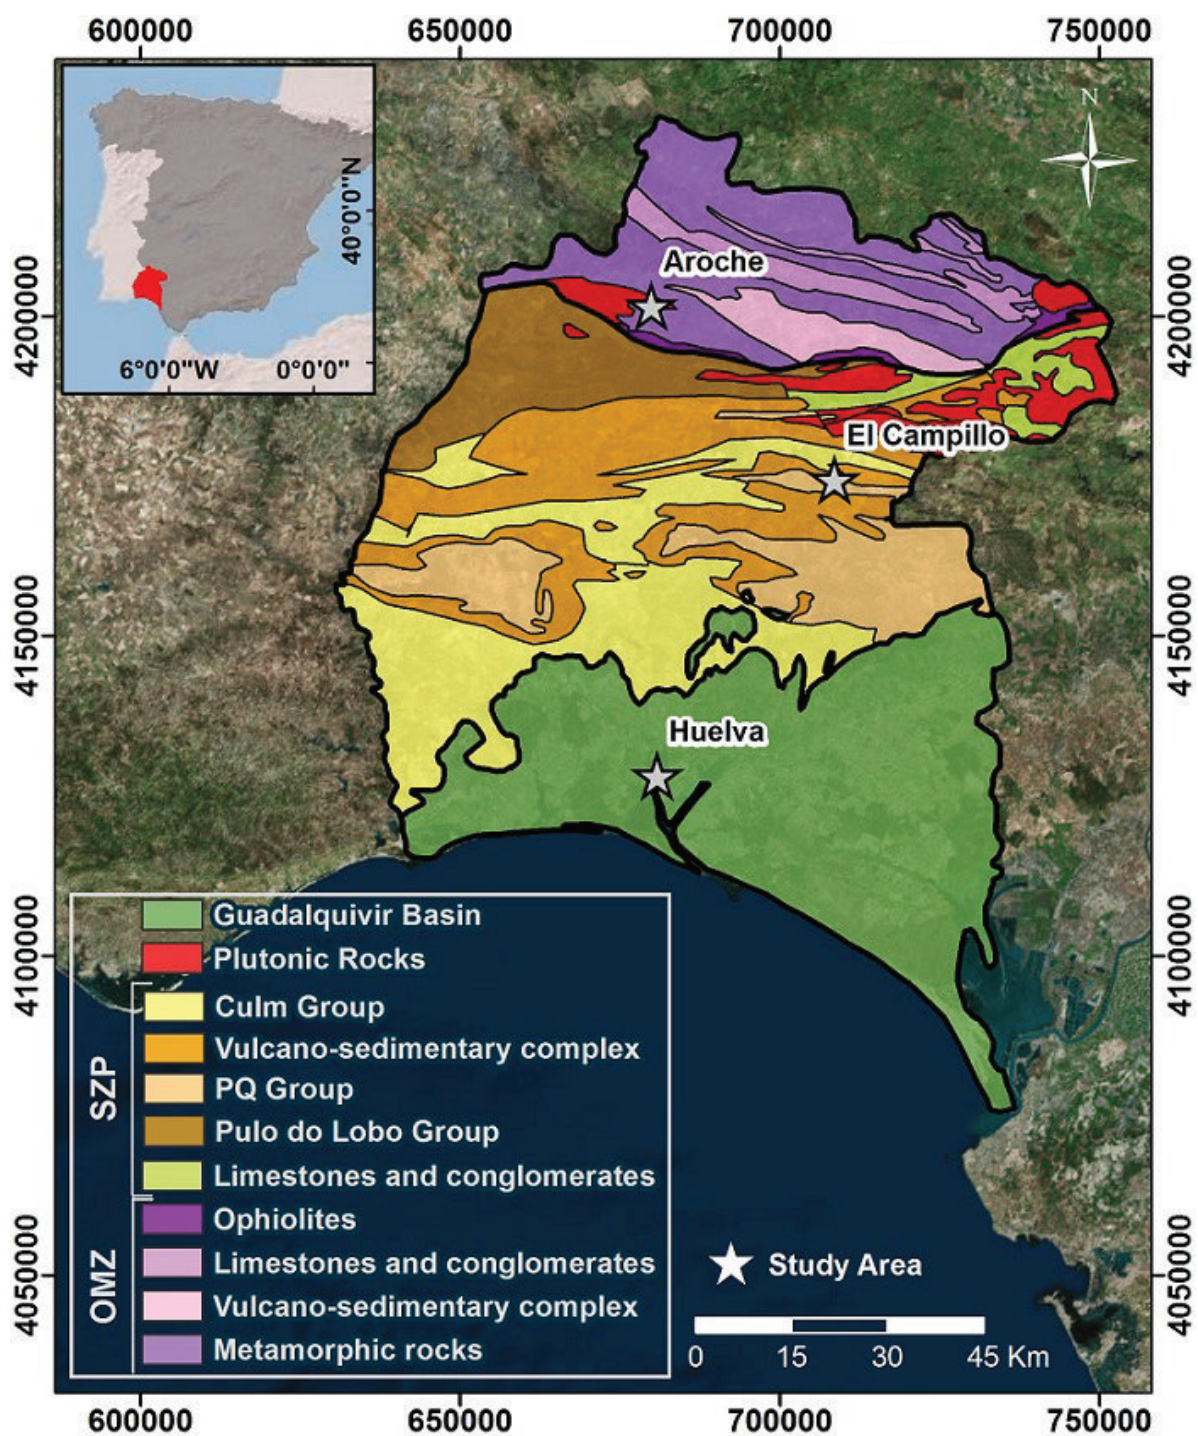 600000 650000 700000 750000
N
40°0'0"N
6°0'0"W 0°0'0"
Aroche
4200000 4200000
El Campillo
4150000 4150000
Huelva
Guadalquivir Basin
4100000 4100000
Plutonic Rocks
SZP
Culm Group
Vulcano-sedimentary complex
PQ Group
Pulo do Lobo Group
Limestones and conglomerates
OMZ
Ophiolites
Limestones and conglomerates
Study Area
4050000 4050000
Vulcano-sedimentary complex
Metamorphic rocks
0 15 30 45 Km
600000 650000 700000 750000